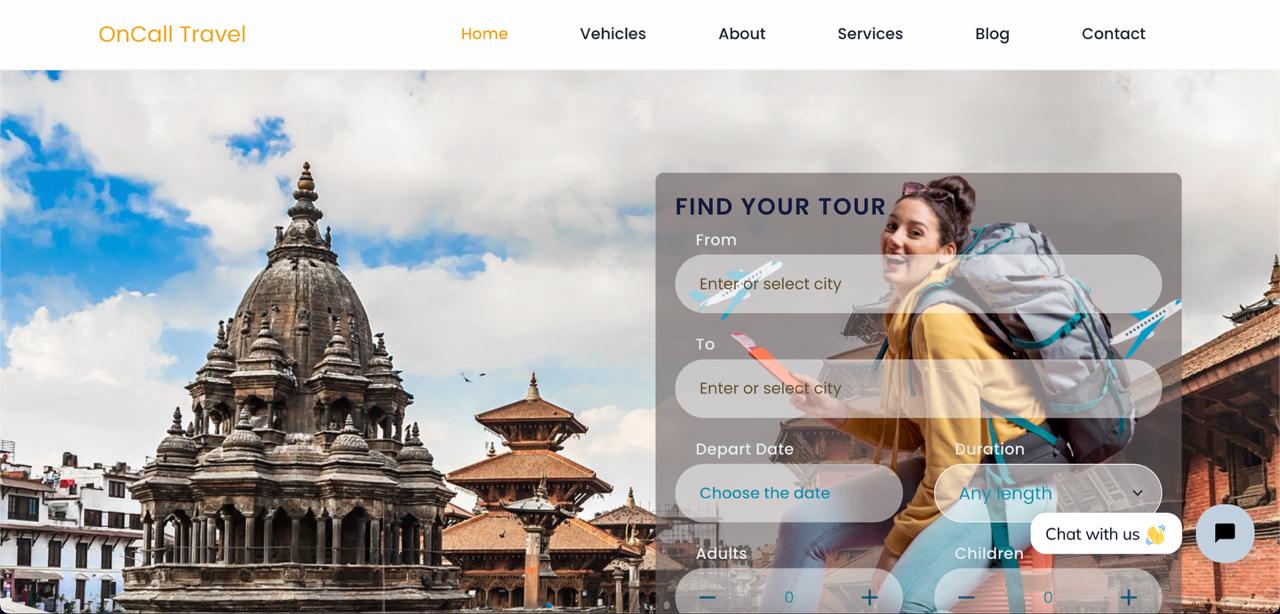 OnCall Travel Home Vehicles About Services Blog Contact
FIND YOUR TOUR
From
Enter or select city
To
Enter or select city
Depart Date Duration
Choose the date Any length
Chat with us 👋
Adults Children
− 0 + − 0 +